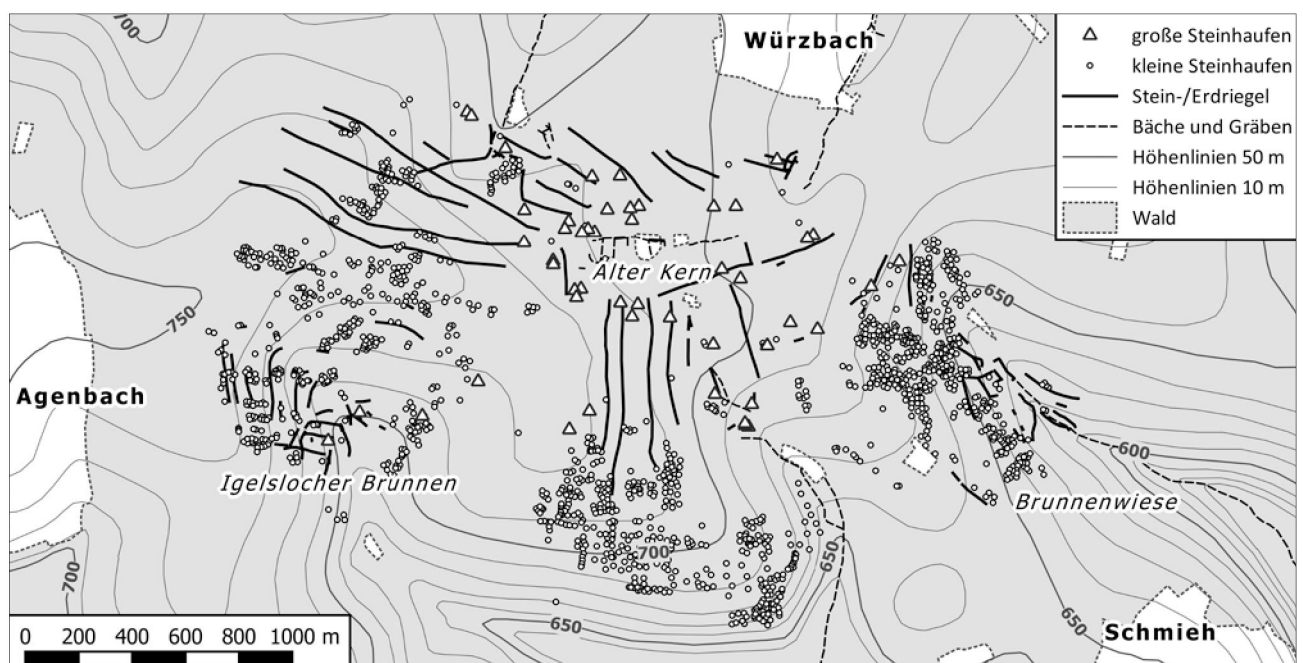 700
Würzbach
große Steinhaufen
kleine Steinhaufen
Stein-/Erdriegel
Bäche und Gräben
Höhenlinien 50 m
Höhenlinien 10 m
Wald
Alter Kern
650
750
Agenbach
600
Igelslocher Brunnen
Brunnenwiese
700
650
700
650
650
Schmieh
0 200 400 600 800 1000 m